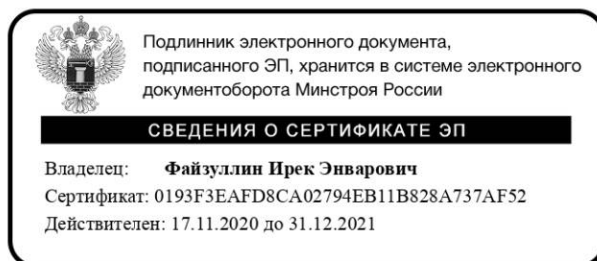 Подлинник электронного документа,
подписанного ЭП, хранится в системе электронного
документоборота Минстроя России
СВЕДЕНИЯ О СЕРТИФИКАТЕ ЭП
Владелец: Файзуллин Ирек Энварович
Сертификат: 0193F3EAFD8CA02794EB11B828A737AF52
Действителен: 17.11.2020 до 31.12.2021